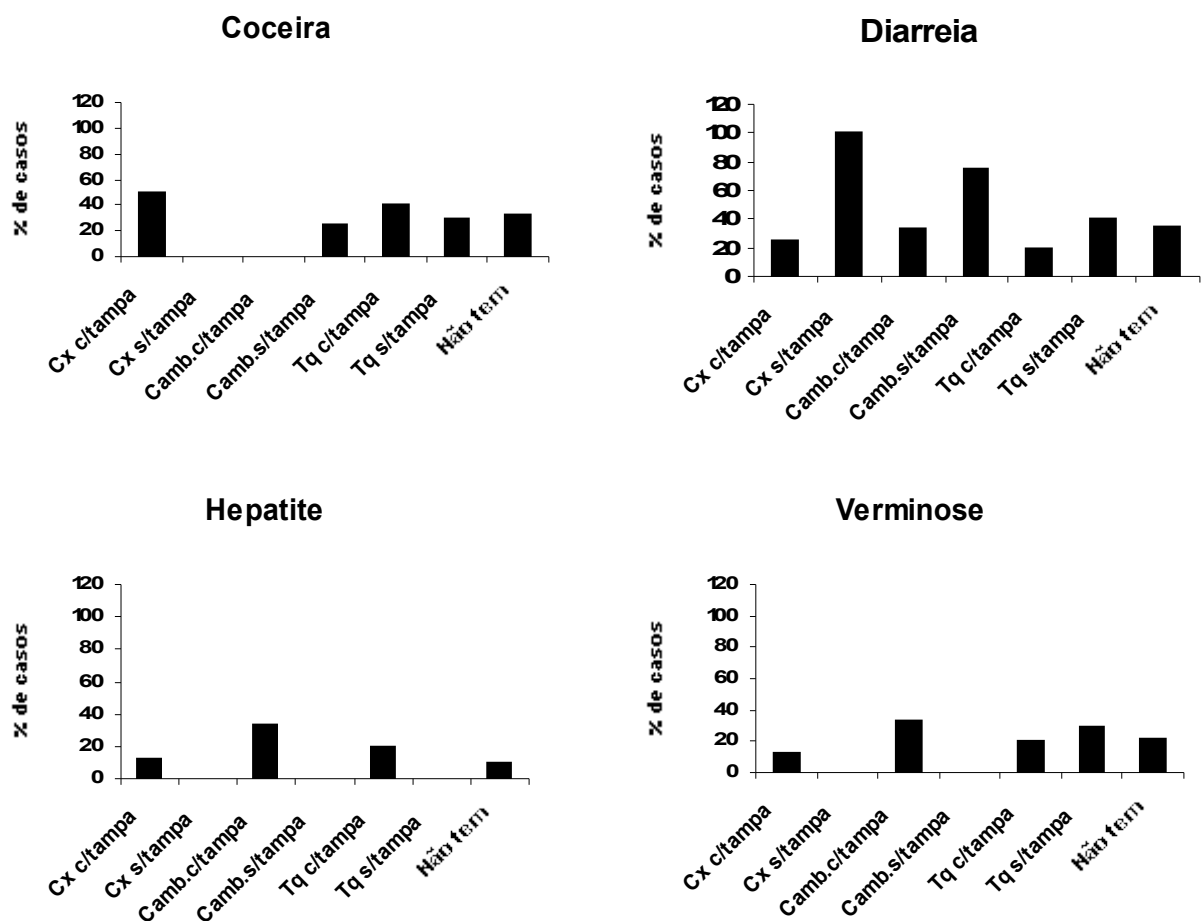 Coceira
% de casos
120
100
80
60
40
20
0
Cx c/tampa
Cx s/tampa
Camb.c/tampa
Camb.s/tampa
Tq c/tampa
Tq s/tampa
Não tem
Diarreia
% de casos
120
100
80
60
40
20
0
Cx c/tampa
Cx s/tampa
Camb.c/tampa
Camb.s/tampa
Tq c/tampa
Tq s/tampa
Não tem
Hepatite
% de casos
120
100
80
60
40
20
0
Cx c/tampa
Cx s/tampa
Camb.c/tampa
Camb.s/tampa
Tq c/tampa
Tq s/tampa
Não tem
Verminose
% de casos
120
100
80
60
40
20
0
Cx c/tampa
Cx s/tampa
Camb.c/tampa
Camb.s/tampa
Tq c/tampa
Tq s/tampa
Não tem